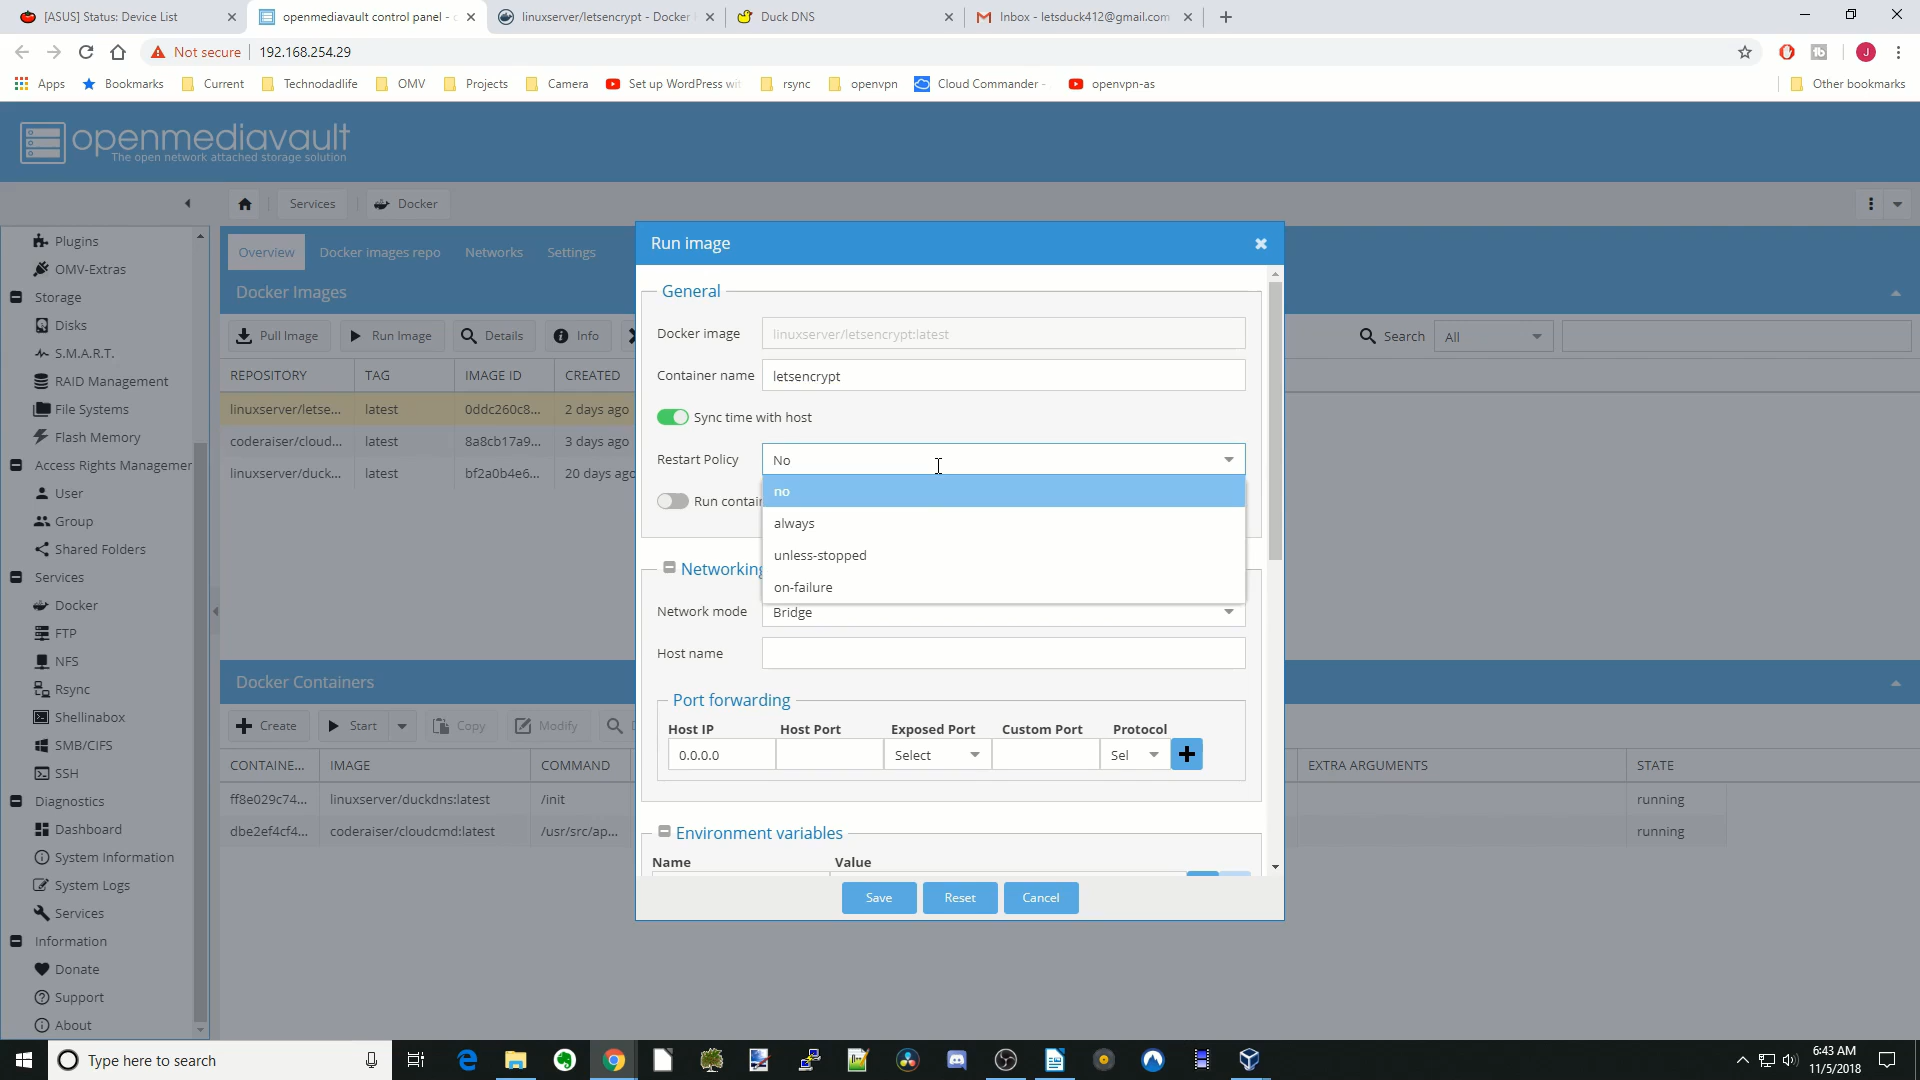 [ASUS] Status: Device List
openmediavault control panel - c
linuxserver/letsencrypt - Docker
Duck DNS
Inbox - letsduck412@gmail.com
Not secure
192.168.254.29
Apps
Bookmarks
Current
Technodadlife
OMV
Projects
Camera
Set up WordPress wit
rsync
openvpn
Cloud Commander -
openvpn-as
Other bookmarks
openmediavault
The open network attached storage solution
Services
Docker
Plugins
OMV-Extras
Storage
Disks
S.M.A.R.T.
RAID Management
File Systems
Flash Memory
Access Rights Managemer
User
Group
Shared Folders
Services
Docker
FTP
NFS
Rsync
Shellinabox
SMB/CIFS
SSH
Diagnostics
Dashboard
System Information
System Logs
Services
Information
Donate
Support
About
Overview
Docker images repo
Networks
Settings
Docker Images
Pull Image
Run Image
Details
Info
Search
All
REPOSITORY
TAG
IMAGE ID
CREATED
linuxserver/letse...
latest
0ddc260c8...
2 days ago
coderaiser/cloud...
latest
8a8cb17a9...
3 days ago
linuxserver/duck...
latest
bf2a0b4e6...
20 days ago
Docker Containers
Create
Start
Copy
Modify
CONTAINE...
IMAGE
COMMAND
EXTRA ARGUMENTS
STATE
ff8e029c74...
linuxserver/duckdns:latest
/init
running
dbe2ef4cf4...
coderaiser/cloudcmd:latest
/usr/src/ap...
running
Run image
General
Docker image
linuxserver/letsencrypt:latest
Container name
letsencrypt
Sync time with host
Restart Policy
No
no
always
unless-stopped
on-failure
Run contain
Networking
Network mode
Bridge
Host name
Port forwarding
Host IP
Host Port
Exposed Port
Custom Port
Protocol
0.0.0.0
Select
Sel
Environment variables
Name
Value
Save
Reset
Cancel
Type here to search
6:43 AM
11/5/2018